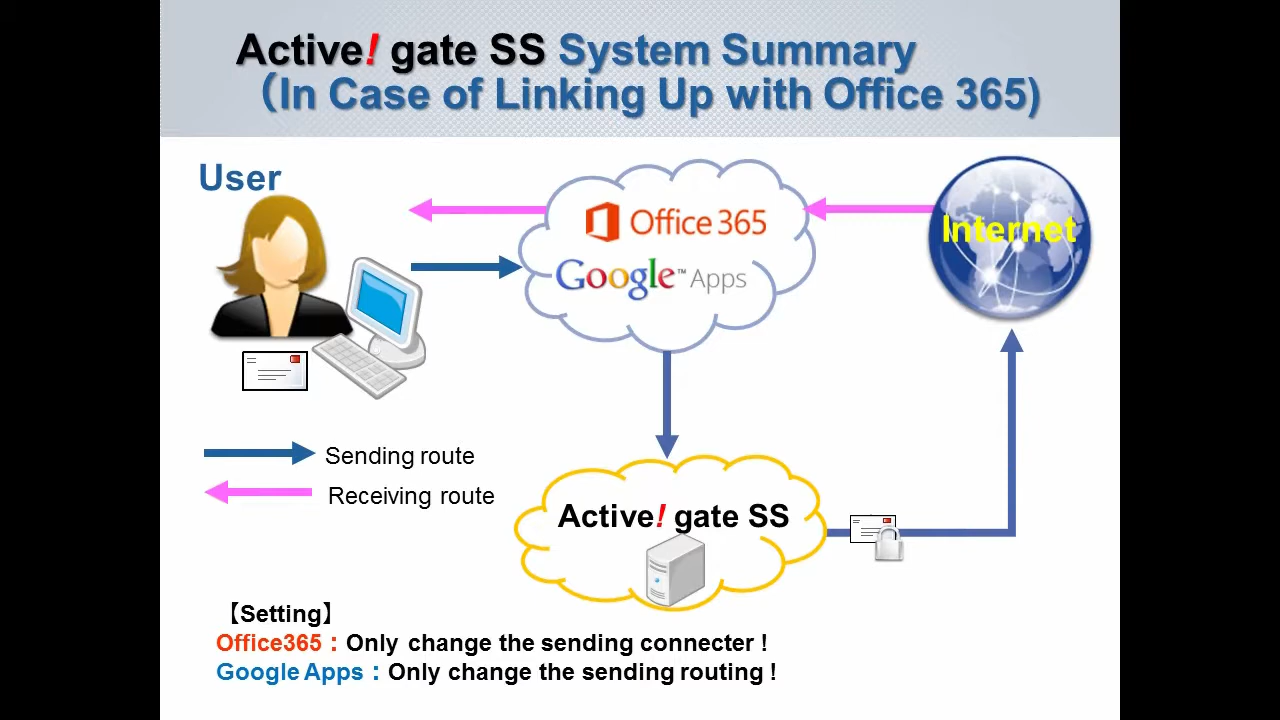 Active! gate SS System Summary
（In Case of Linking Up with Office 365)
User
Office 365
Google™ Apps
Internet
Sending route
Receiving route
Active! gate SS
【Setting】
Office365：Only change the sending connecter !
Google Apps：Only change the sending routing !